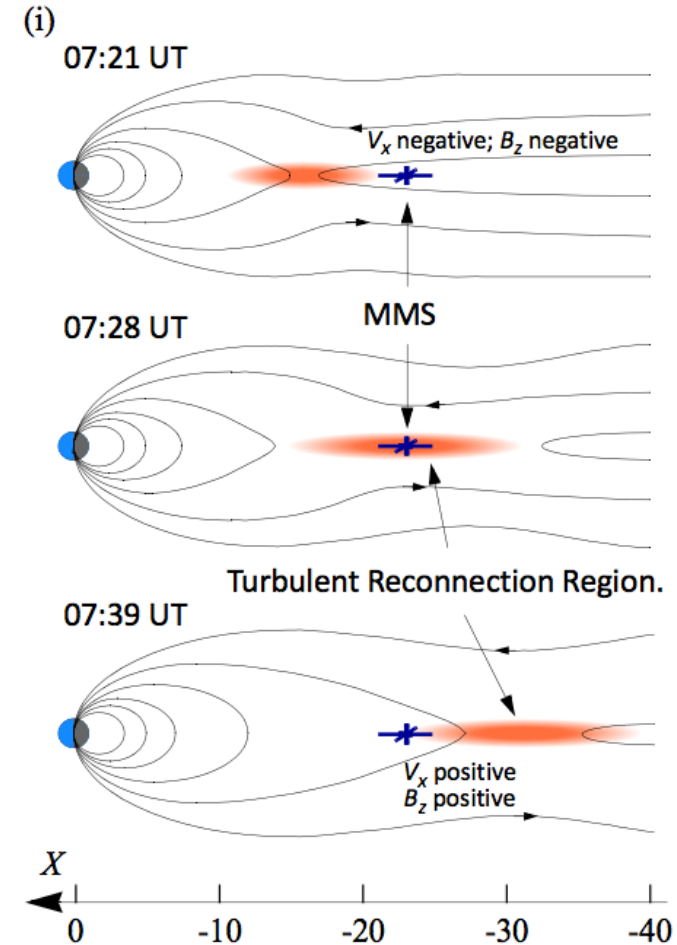 (i)
07:21 UT
Vx negative; Bz negative
MMS
07:28 UT
Turbulent Reconnection Region.
07:39 UT
Vx positive
Bz positive
X
0 -10 -20 -30 -40